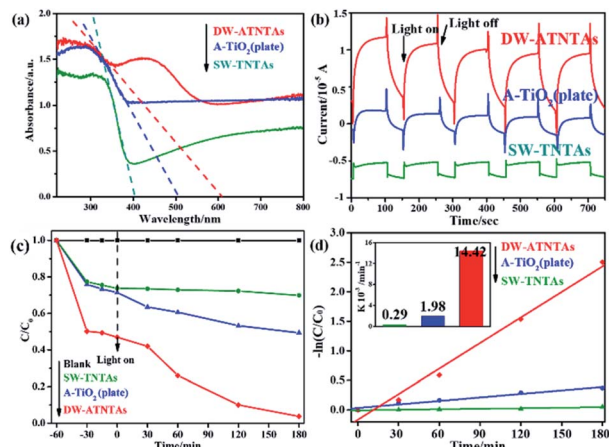 (a)
DW-ATNTAs
A-TiO₂(plate)
SW-TNTAs
Absorbance/a.u.
2.0
1.5
1.0
0.5
0.0
300 400 500 600 700 800
Wavelength/nm
(b)
Light on
Light off
DW-ATNTAs
A-TiO₂(plate)
SW-TNTAs
Current/10⁻⁵ A
1.5
1
0.5
0
-0.5
-1
0 100 200 300 400 500 600 700
Time/sec
(c)
Light on
Blank
SW-TNTAs
A-TiO₂(plate)
DW-ATNTAs
C/C₀
1.0
0.8
0.6
0.4
0.2
0.0
-60 -30 0 30 60 90 120 150 180
Time/min
(d)
DW-ATNTAs
A-TiO₂(plate)
SW-TNTAs
K 10⁻³ /min⁻¹
16
14
12
10
8
6
4
2
0
0.29
1.98
14.42
-ln(C/C₀)
2.5
2.0
1.5
1.0
0.5
0.0
0 30 60 90 120 150 180
Time/min